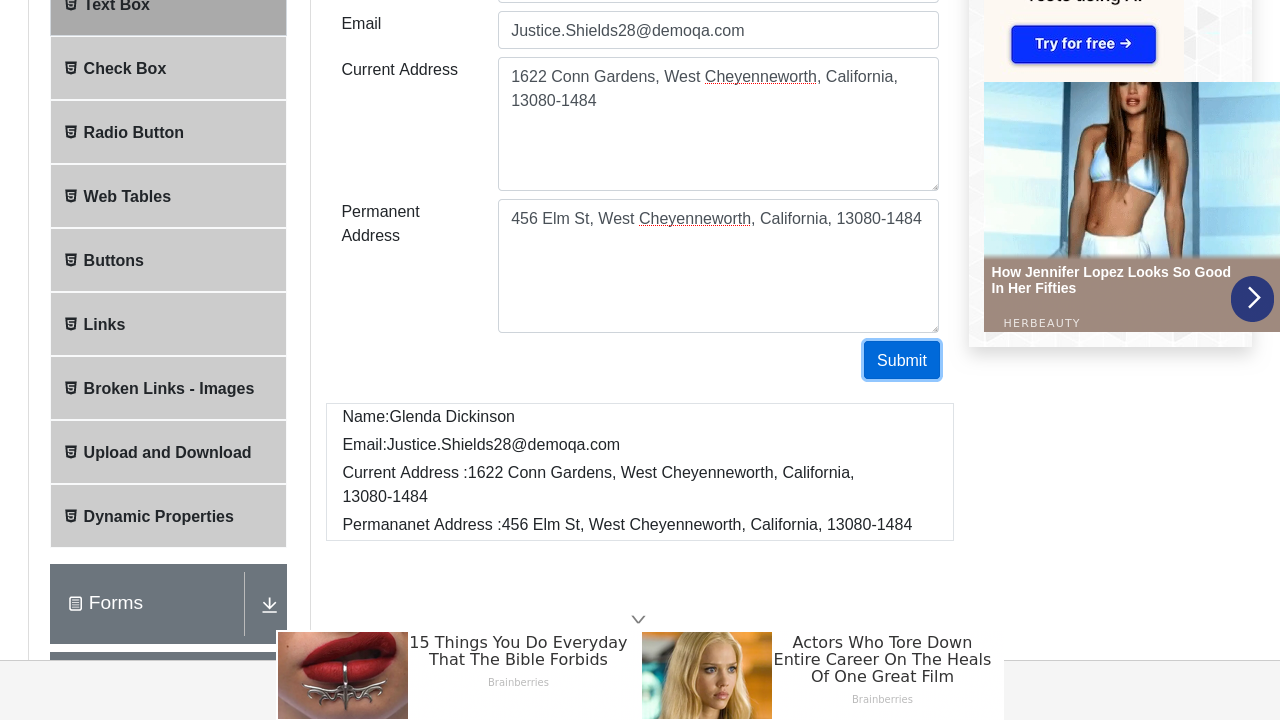 Text Box
Check Box
Radio Button
Web Tables
Buttons
Links
Broken Links - Images
Upload and Download
Dynamic Properties
Forms
Email
Justice.Shields28@demoqa.com
Current Address
1622 Conn Gardens, West Cheyenneworth, California,
13080-1484
Permanent
Address
456 Elm St, West Cheyenneworth, California, 13080-1484
Submit
Name:Glenda Dickinson
Email:Justice.Shields28@demoqa.com
Current Address :1622 Conn Gardens, West Cheyenneworth, California,
13080-1484
Permananet Address :456 Elm St, West Cheyenneworth, California, 13080-1484
Try for free →
How Jennifer Lopez Looks So Good
In Her Fifties
HERBEAUTY
15 Things You Do Everyday
That The Bible Forbids
Brainberries
Actors Who Tore Down
Entire Career On The Heals
Of One Great Film
Brainberries